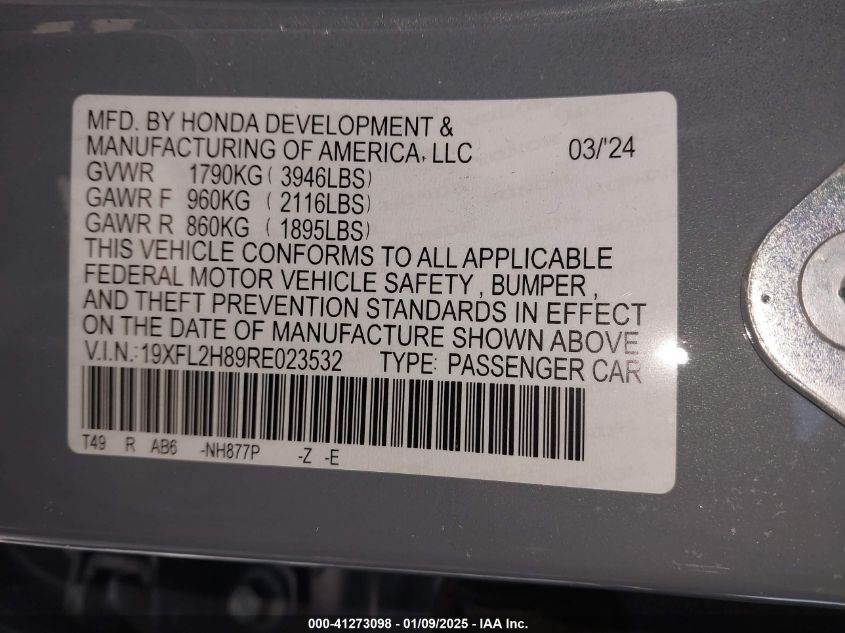 MFD. BY HONDA DEVELOPMENT &
MANUFACTURING OF AMERICA, LLC 03/'24
GVWR 1790KG ( 3946LBS)
GAWR F 960KG ( 2116LBS)
GAWR R 860KG ( 1895LBS)
THIS VEHICLE CONFORMS TO ALL APPLICABLE
FEDERAL MOTOR VEHICLE SAFETY , BUMPER ,
AND THEFT PREVENTION STANDARDS IN EFFECT
ON THE DATE OF MANUFACTURE SHOWN ABOVE
V.I.N.:19XFL2H89RE023532 TYPE: PASSENGER CAR
T49 R AB6 -NH877P -Z -E
000-41273098 - 01/09/2025 - IAA Inc.